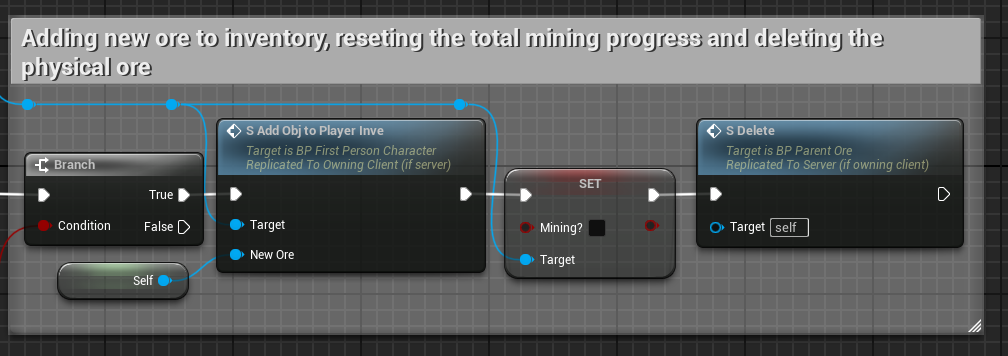 Adding new ore to inventory, reseting the total mining progress and deleting the
physical ore
S Add Obj to Player Inve
Target is BP First Person Character
Replicated To Owning Client (if server)
S Delete
Target is BP Parent Ore
Replicated To Server (if owning client)
Branch
SET
True
Condition
False
Target
New Ore
Mining?
Target
Target self
Self